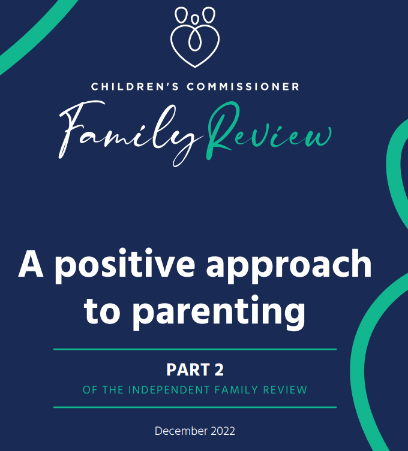 CHILDREN'S COMMISSIONER
Family Review
A positive approach
to parenting
PART 2
OF THE INDEPENDENT FAMILY REVIEW
December 2022